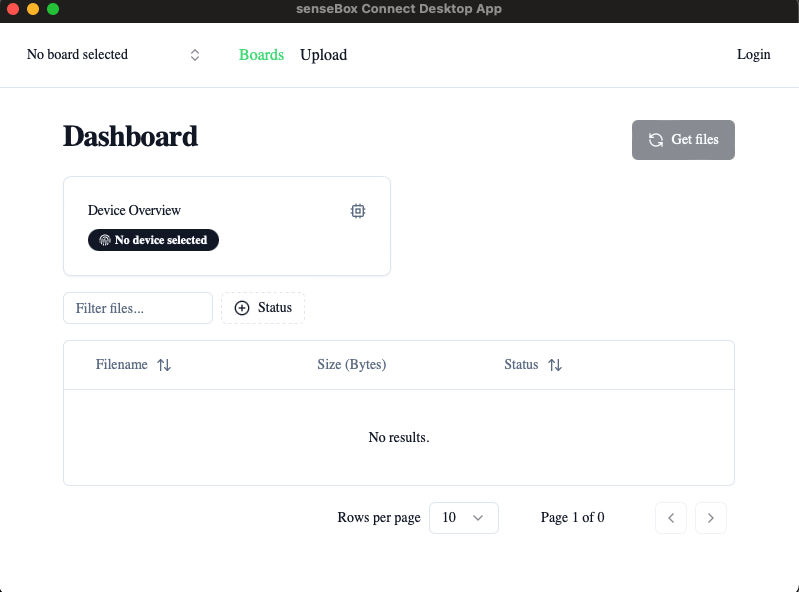 senseBox Connect Desktop App
No board selected Boards Upload Login
Dashboard
Get files
Device Overview
No device selected
Filter files... Status
Filename Size (Bytes) Status
No results.
Rows per page 10 Page 1 of 0